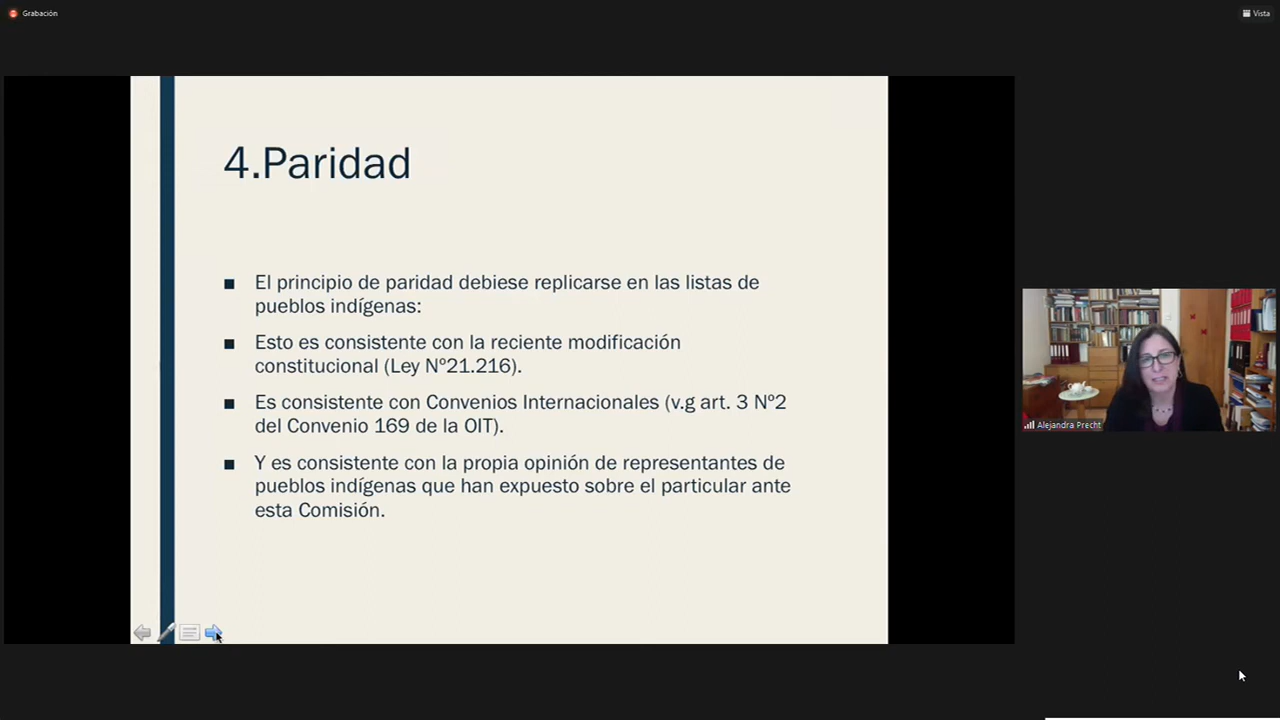 Grabación
Vista
4.Paridad
El principio de paridad debiese replicarse en las listas de
pueblos indígenas:
Esto es consistente con la reciente modificación
constitucional (Ley Nº21.216).
Es consistente con Convenios Internacionales (v.g art. 3 Nº2
del Convenio 169 de la OIT).
Y es consistente con la propia opinión de representantes de
pueblos indígenas que han expuesto sobre el particular ante
esta Comisión.
Alejandra Precht